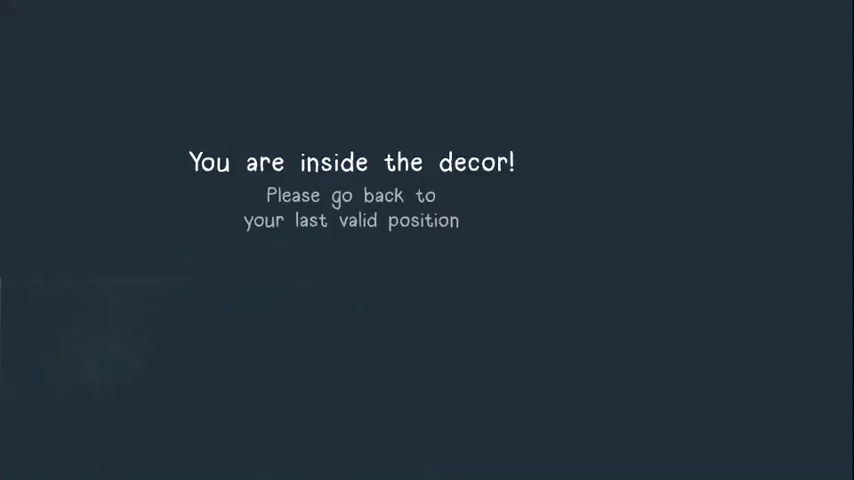 You are inside the decor!
Please go back to
your last valid position